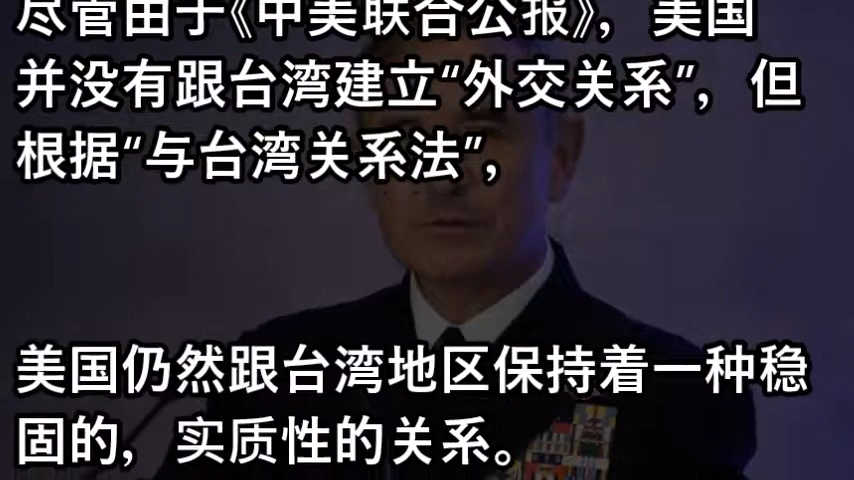 尽管由于《中美联合公报》，美国
并没有跟台湾建立“外交关系”，但
根据“与台湾关系法”，
美国仍然跟台湾地区保持着一种稳
固的，实质性的关系。